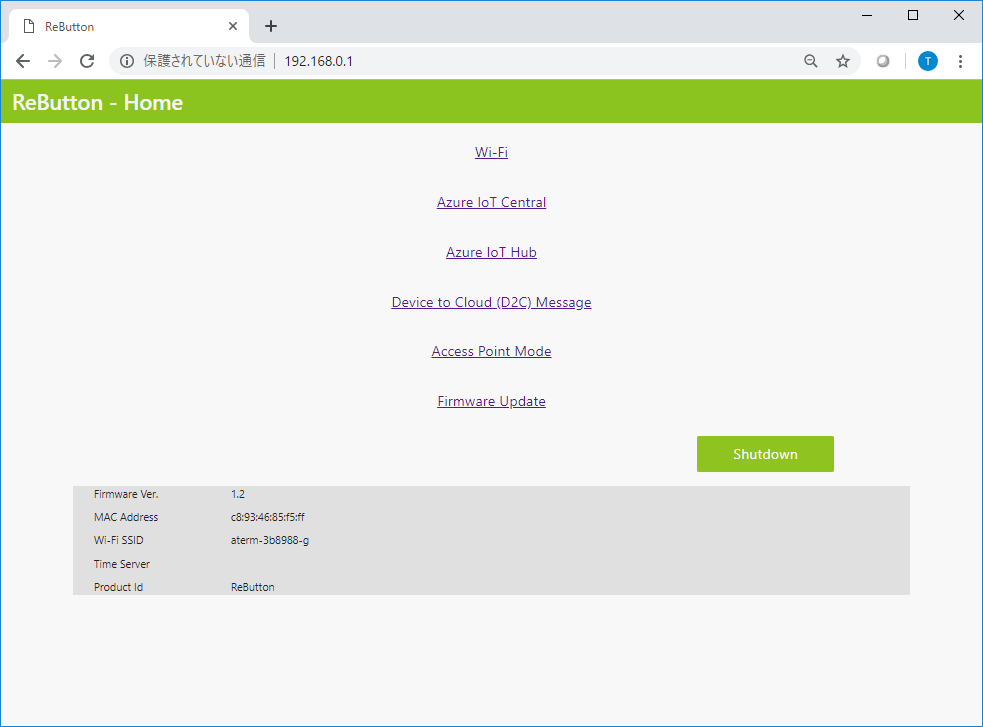 ReButton
保護されていない通信 192.168.0.1
T
ReButton - Home
Wi-Fi
Azure IoT Central
Azure IoT Hub
Device to Cloud (D2C) Message
Access Point Mode
Firmware Update
Shutdown
Firmware Ver. 1.2
MAC Address c8:93:46:85:f5:ff
Wi-Fi SSID aterm-3b8988-g
Time Server
Product Id ReButton